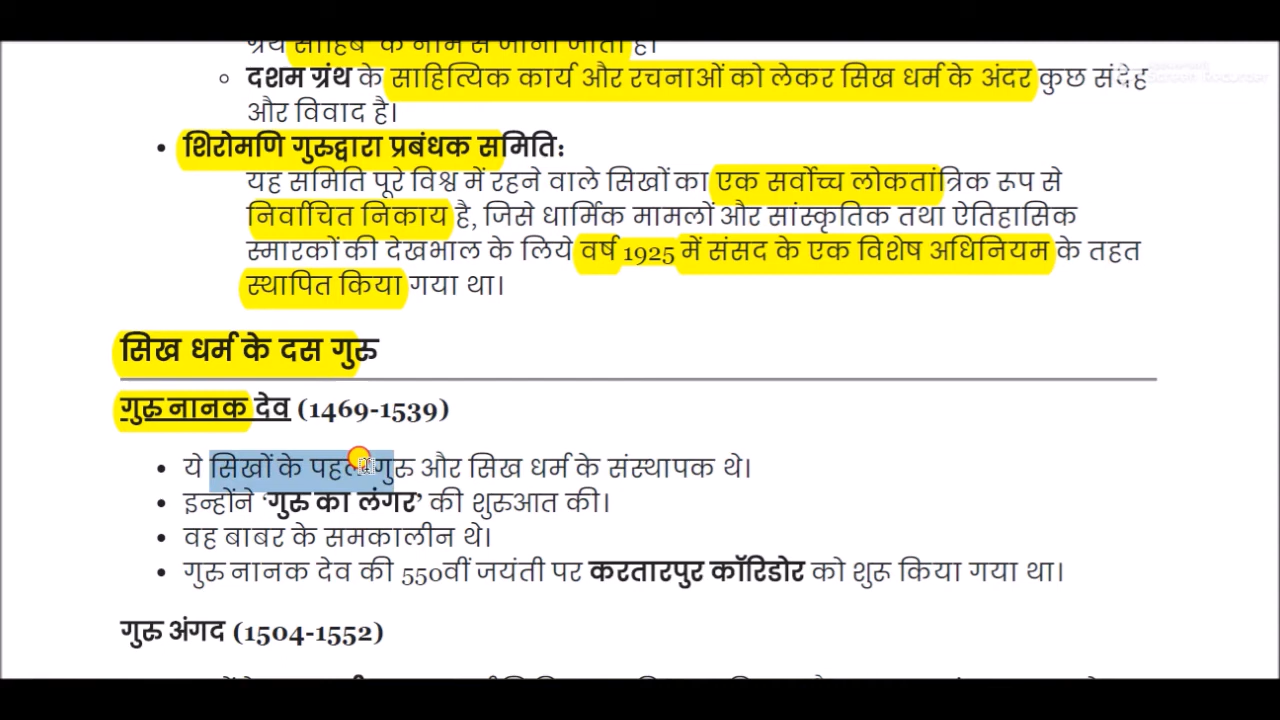 ग्रंथ साहिब' के नाम से जाना जाता है।
दशम ग्रंथ के साहित्यिक कार्य और रचनाओं को लेकर सिख धर्म के अंदर कुछ संदेह
और विवाद है।
शिरोमणि गुरुद्वारा प्रबंधक समिति:
यह समिति पूरे विश्व में रहने वाले सिखों का एक सर्वोच्च लोकतांत्रिक रूप से
निर्वाचित निकाय है, जिसे धार्मिक मामलों और सांस्कृतिक तथा ऐतिहासिक
स्मारकों की देखभाल के लिये वर्ष 1925 में संसद के एक विशेष अधिनियम के तहत
स्थापित किया गया था।
सिख धर्म के दस गुरु
गुरु नानक देव (1469-1539)
ये सिखों के पहले गुरु और सिख धर्म के संस्थापक थे।
इन्होंने ‘गुरु का लंगर’ की शुरुआत की।
वह बाबर के समकालीन थे।
गुरु नानक देव की 550वीं जयंती पर करतारपुर कॉरिडोर को शुरू किया गया था।
गुरु अंगद (1504-1552)